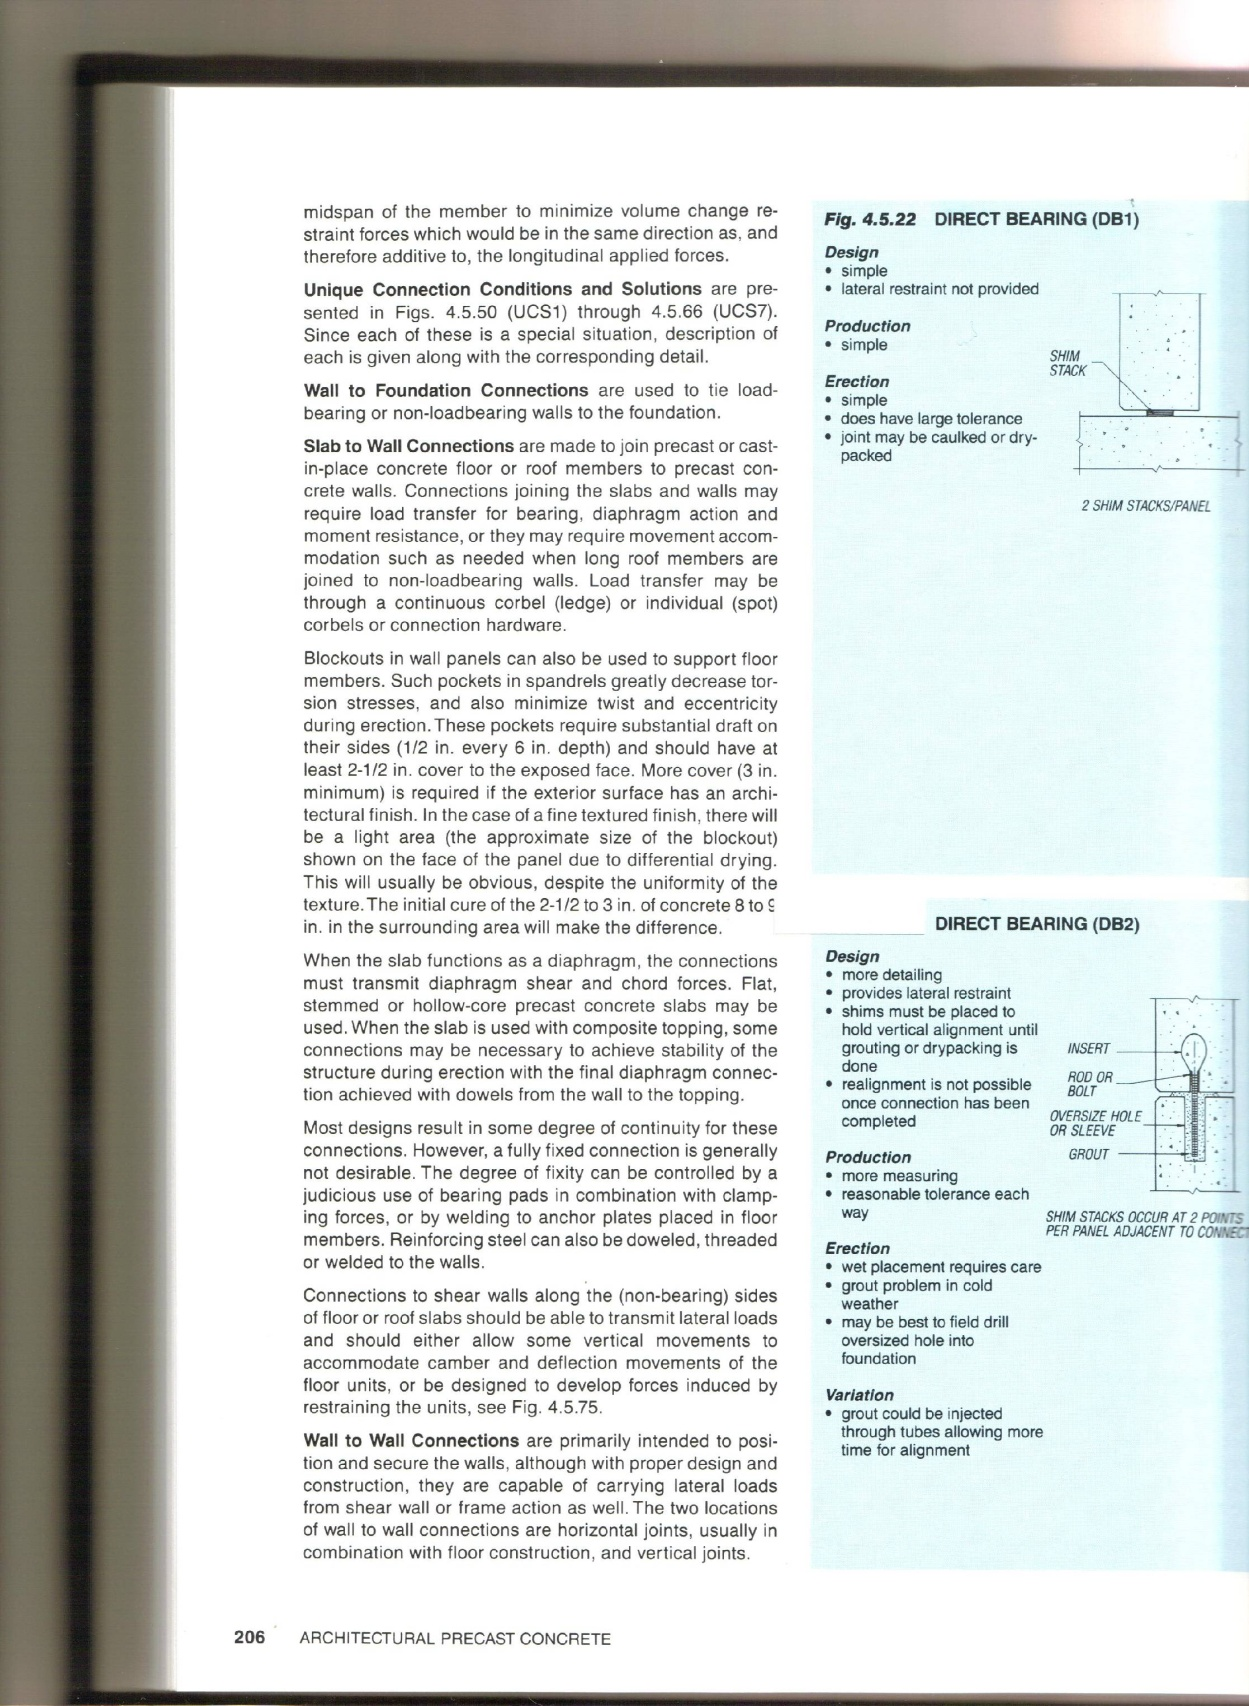 midspan of the member to minimize volume change re-
straint forces which would be in the same direction as, and
therefore additive to, the longitudinal applied forces.
Unique Connection Conditions and Solutions are pre-
sented in Figs. 4.5.50 (UCS1) through 4.5.66 (UCS7).
Since each of these is a special situation, description of
each is given along with the corresponding detail.
Wall to Foundation Connections are used to tie load-
bearing or non-loadbearing walls to the foundation.
Slab to Wall Connections are made to join precast or cast-
in-place concrete floor or roof members to precast con-
crete walls. Connections joining the slabs and walls may
require load transfer for bearing, diaphragm action and
moment resistance, or they may require movement accom-
modation such as needed when long roof members are
joined to non-loadbearing walls. Load transfer may be
through a continuous corbel (ledge) or individual (spot)
corbels or connection hardware.
Blockouts in wall panels can also be used to support floor
members. Such pockets in spandrels greatly decrease tor-
sion stresses, and also minimize twist and eccentricity
during erection. These pockets require substantial draft on
their sides (1/2 in. every 6 in. depth) and should have at
least 2-1/2 in. cover to the exposed face. More cover (3 in.
minimum) is required if the exterior surface has an archi-
tectural finish. In the case of a fine textured finish, there will
be a light area (the approximate size of the blockout)
shown on the face of the panel due to differential drying.
This will usually be obvious, despite the uniformity of the
texture. The initial cure of the 2-1/2 to 3 in. of concrete 8 to
in. in the surrounding area will make the difference.
When the slab functions as a diaphragm, the connections
must transmit diaphragm shear and chord forces. Flat,
stemmed or hollow-core precast concrete slabs may be
used. When the slab is used with composite topping, some
connections may be necessary to achieve stability of the
structure during erection with the final diaphragm connec-
tion achieved with dowels from the wall to the topping.
Most designs result in some degree of continuity for these
connections. However, a fully fixed connection is generally
not desirable. The degree of fixity can be controlled by a
judicious use of bearing pads in combination with clamp-
ing forces, or by welding to anchor plates placed in floor
members. Reinforcing steel can also be doweled, threaded
or welded to the walls.
Connections to shear walls along the (non-bearing) sides
of floor or roof slabs should be able to transmit lateral loads
and should either allow some vertical movements to
accommodate camber and deflection movements of the
floor units, or be designed to develop forces induced by
restraining the units, see Fig. 4.5.75.
Wall to Wall Connections are primarily intended to posi-
tion and secure the walls, although with proper design and
construction, they are capable of carrying lateral loads
from shear wall or frame action as well. The two locations
of wall to wall connections are horizontal joints, usually in
combination with floor construction, and vertical joints.
Fig. 4.5.22 DIRECT BEARING (DB1)
Design
• simple
• lateral restraint not provided
Production
• simple
Erection
• simple
• does have large tolerance
• joint may be caulked or dry-
packed
SHIM
STACK
2 SHIM STACKS/PANEL
DIRECT BEARING (DB2)
Design
• more detailing
• provides lateral restraint
• shims must be placed to
hold vertical alignment until
grouting or drypacking is
done
• realignment is not possible
once connection has been
completed
Production
• more measuring
• reasonable tolerance each
way
Erection
• wet placement requires care
• grout problem in cold
weather
• may be best to field drill
oversized hole into
foundation
Variation
• grout could be injected
through tubes allowing more
time for alignment
INSERT
ROD OR
BOLT
OVERSIZE HOLE
OR SLEEVE
GROUT
SHIM STACKS OCCUR AT 2 POINTS
PER PANEL ADJACENT TO
206 ARCHITECTURAL PRECAST CONCRETE